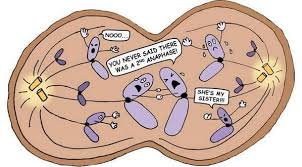 NOOO...
YOU NEVER SAID THERE
WAS A 2ND ANAPHASE!
SHE'S MY
SISTER!!!